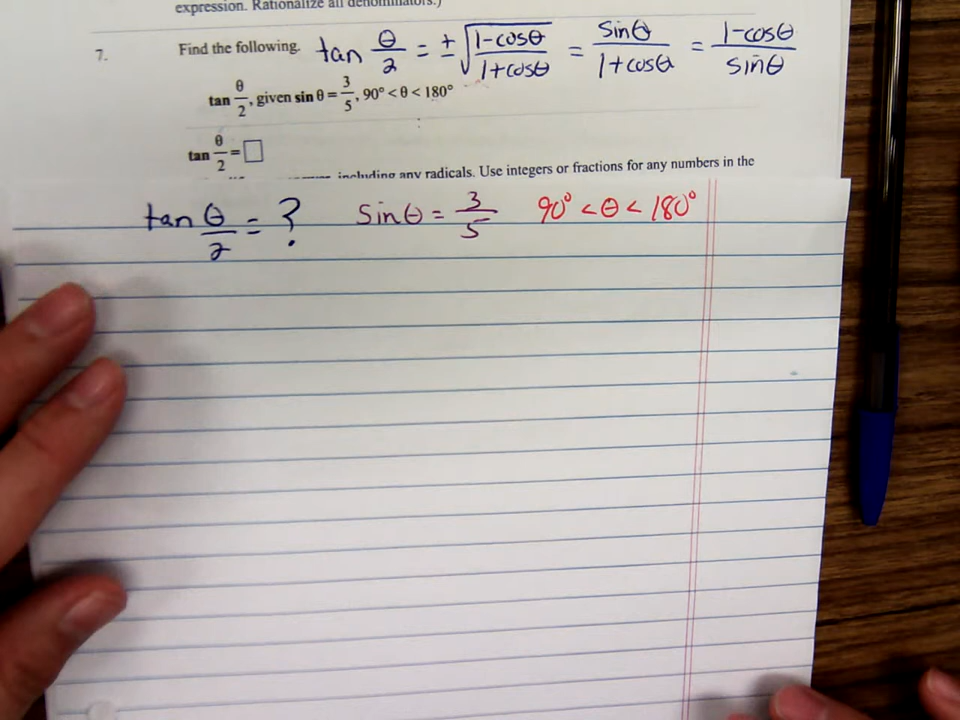 expression. Rationalize all denominators.)
7. Find the following. tan θ/2 = ±√((1-cosθ)/(1+cosθ)) = sinθ/(1+cosθ) = (1-cosθ)/sinθ
tan θ/2, given sin θ = 3/5, 90° < θ < 180°
tan θ/2 = □
including any radicals. Use integers or fractions for any numbers in the
tan θ/2 = ? sinθ = 3/5 90° < θ < 180°